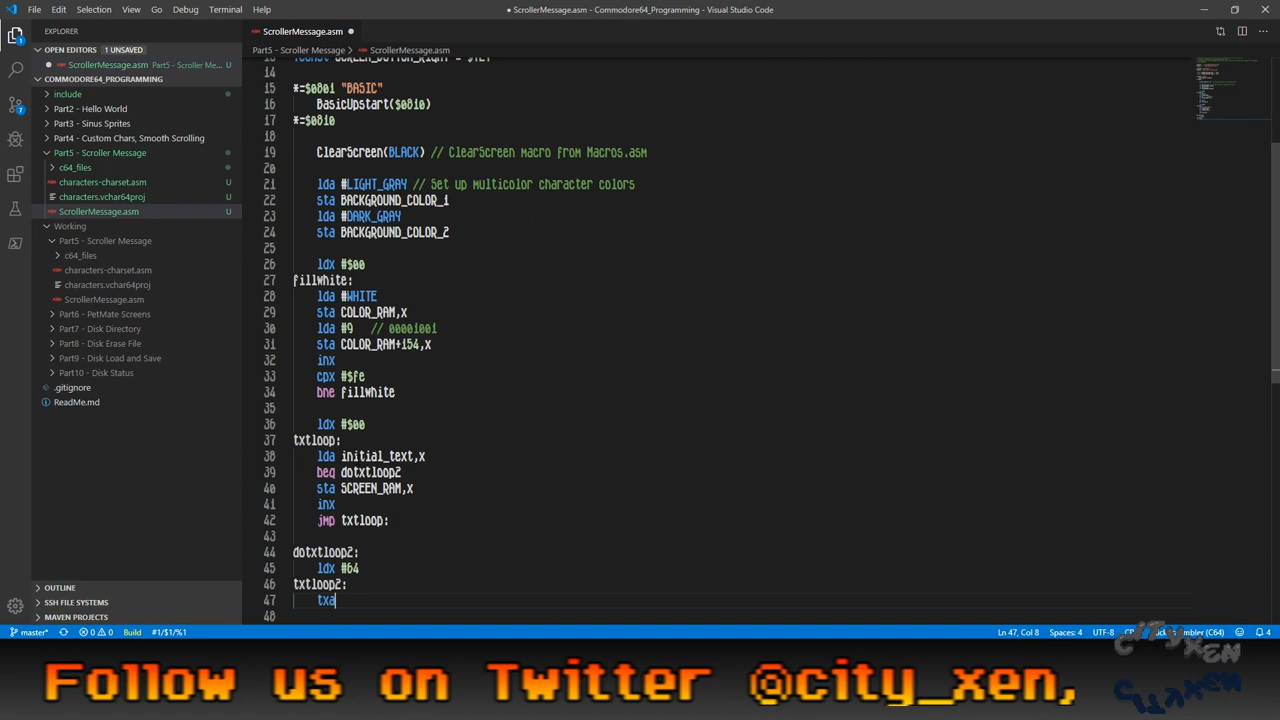 File Edit Selection View Go Debug Terminal Help
● ScrollerMessage.asm - Commodore64_Programming - Visual Studio Code
EXPLORER
OPEN EDITORS 1 UNSAVED
ScrollerMessage.asm Part5 - Scroller Me... U
COMMODORE64_PROGRAMMING
include
Part2 - Hello World
Part3 - Sinus Sprites
Part4 - Custom Chars, Smooth Scrolling
Part5 - Scroller Message
c64_files
characters-charset.asm U
characters.vchar64proj U
ScrollerMessage.asm U
Working
Part5 - Scroller Message
c64_files
characters-charset.asm
characters.vchar64proj
ScrollerMessage.asm
Part6 - PetMate Screens
Part7 - Disk Directory
Part8 - Disk Erase File
Part9 - Disk Load and Save
Part10 - Disk Status
.gitignore
ReadMe.md
OUTLINE
SSH FILE SYSTEMS
MAVEN PROJECTS
ScrollerMessage.asm
Part5 - Scroller Message > ScrollerMessage.asm
14
15 *=$0801 "BASIC"
16 BasicUpstart($0810)
17 *=$0810
18
19 ClearScreen(BLACK) // ClearScreen macro from Macros.asm
20
21 lda #LIGHT_GRAY // Set up multicolor character colors
22 sta BACKGROUND_COLOR_1
23 lda #DARK_GRAY
24 sta BACKGROUND_COLOR_2
25
26 ldx #$00
27 fillwhite:
28 lda #WHITE
29 sta COLOR_RAM,x
30 lda #9 // 00001001
31 sta COLOR_RAM+154,x
32 inx
33 cpx #$fe
34 bne fillwhite
35
36 ldx #$00
37 txtloop:
38 lda initial_text,x
39 beq dotxtloop2
40 sta SCREEN_RAM,x
41 inx
42 jmp txtloop:
43
44 dotxtloop2:
45 ldx #64
46 txtloop2:
47 txa
48
master* 0 0 Build 1/$1/%1
Ln 47, Col 8 Spaces: 4 UTF-8 (C64) 4
Follow us on Twitter @city_xen,
CITYXEN